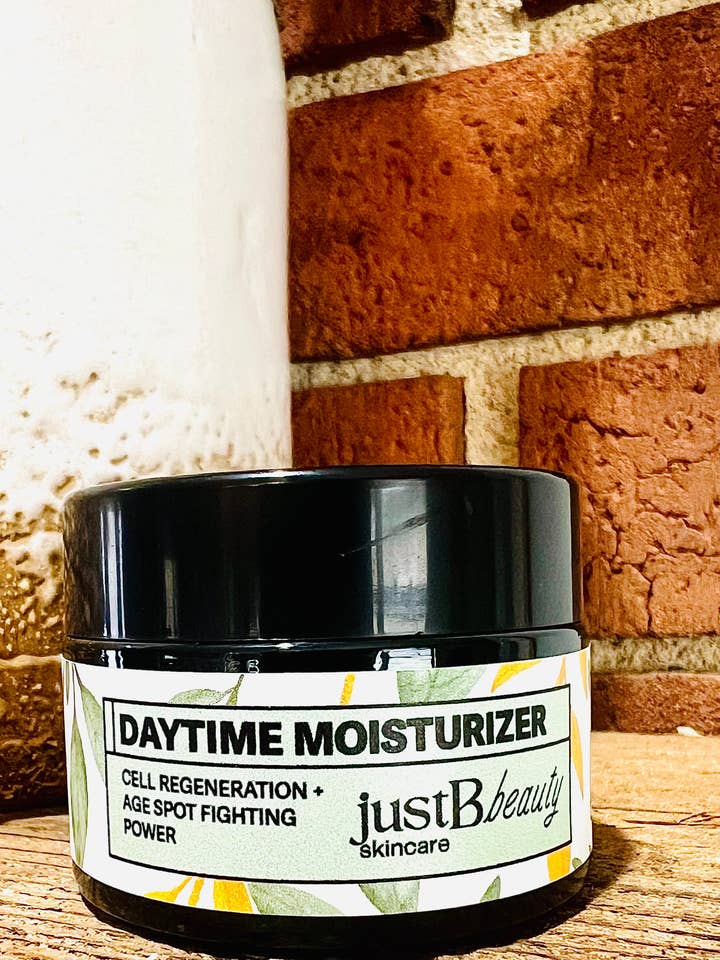 DAYTIME MOISTURIZER
CELL REGENERATION +
AGE SPOT FIGHTING
POWER
justB.beauty
skincare